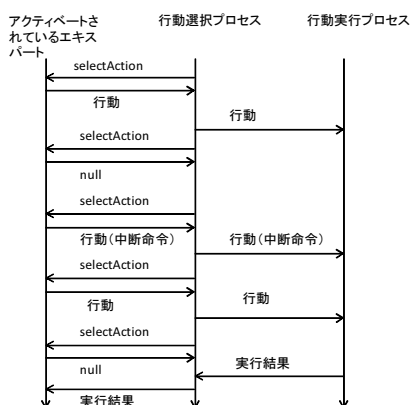 アクティベートさ
れているエキス
パート
行動選択プロセス
行動実行プロセス
selectAction
行動
行動
selectAction
null
selectAction
行動(中断命令)
行動(中断命令)
selectAction
行動
行動
selectAction
null
実行結果
実行結果